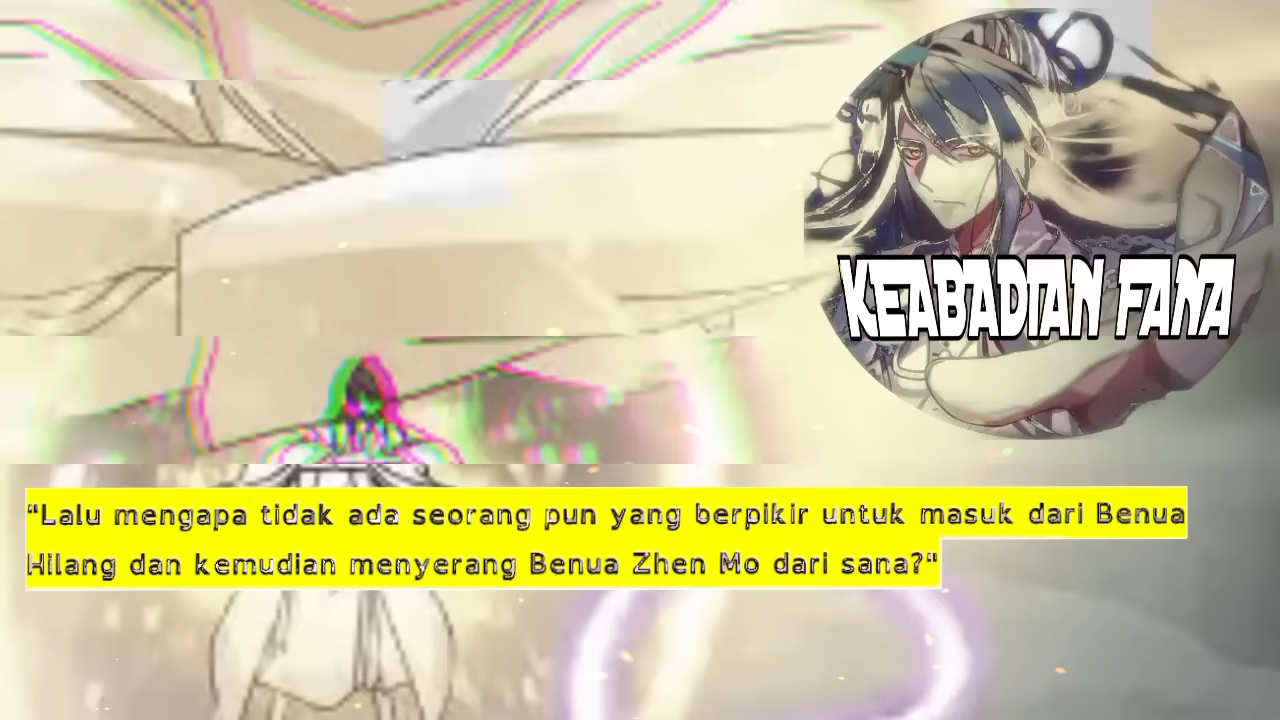 KEABADIAN FANA
"Lalu mengapa tidak ada seorang pun yang berpikir untuk masuk dari Benua
Hilang dan kemudian menyerang Benua Zhen Mo dari sana?"